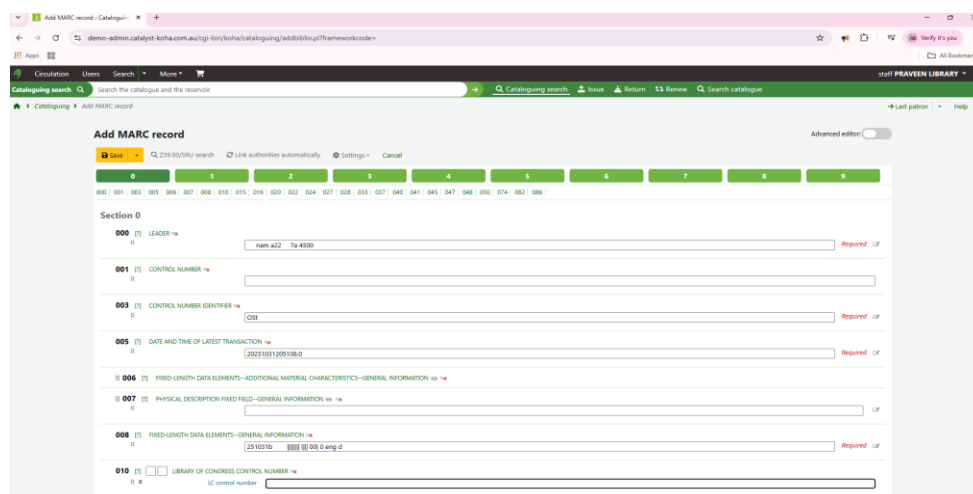 Add MARC record › Cataloguing
demo-admin.catalyst-koha.com.au/cgi-bin/koha/cataloguing/addbiblio.pl?frameworkcode=
Verify it's you
Apps
All Bookmar
Circulation Users Search More
staff PRAVEEN LIBRARY
Cataloguing search Search the catalogue and the reservoir Cataloguing search Issue Return Renew Search catalogue
Cataloguing Add MARC record
Last patron Help
Add MARC record
Advanced editor:
Save Z39.50/SRU search Link authorities automatically Settings Cancel
0 1 2 3 4 5 6 7 8 9
000 001 003 005 006 007 008 010 015 016 020 022 024 027 028 035 037 040 041 045 047 048 050 074 082 086
Section 0
000 [?] LEADER
nam a22 7a 4500 Required
001 [?] CONTROL NUMBER
003 [?] CONTROL NUMBER IDENTIFIER
OSt Required
005 [?] DATE AND TIME OF LATEST TRANSACTION
20251031205108.0 Required
006 [?] FIXED-LENGTH DATA ELEMENTS--ADDITIONAL MATERIAL CHARACTERISTICS--GENERAL INFORMATION
007 [?] PHYSICAL DESCRIPTION FIXED FIELD--GENERAL INFORMATION
008 [?] FIXED-LENGTH DATA ELEMENTS--GENERAL INFORMATION
251031b |||||||| |||| 00| 0 eng d Required
010 [?] LIBRARY OF CONGRESS CONTROL NUMBER
a LC control number